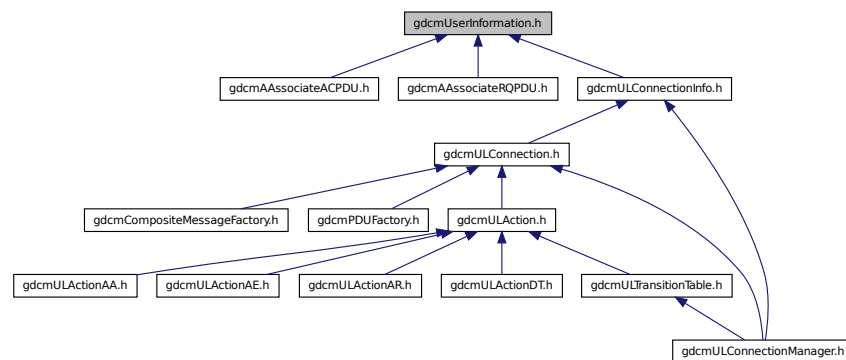 gdcmUserInformation.h
gdcmAAssociateACPDU.h
gdcmAAssociateRQPDU.h
gdcmULConnectionInfo.h
gdcmULConnection.h
gdcmCompositeMessageFactory.h
gdcmPDUFactory.h
gdcmULAction.h
gdcmULActionAA.h
gdcmULActionAE.h
gdcmULActionAR.h
gdcmULActionDT.h
gdcmULTransitionTable.h
gdcmULConnectionManager.h